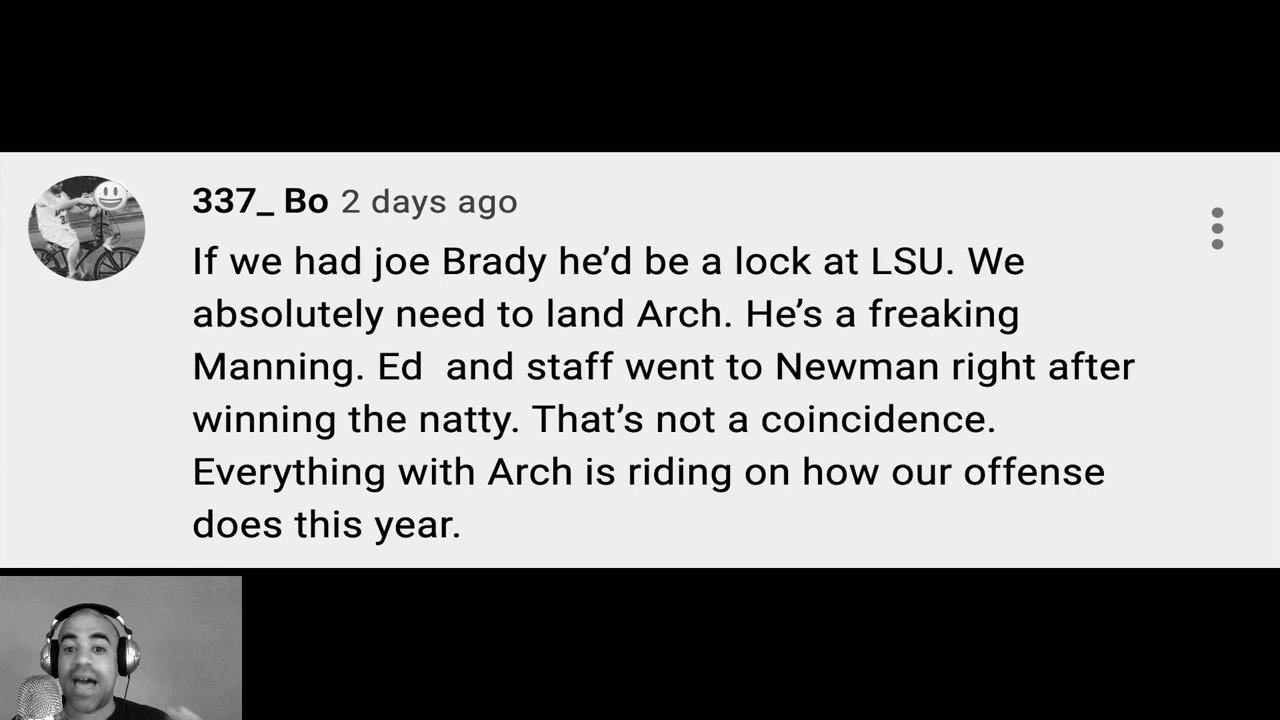 337_ Bo 2 days ago
If we had joe Brady he’d be a lock at LSU. We
absolutely need to land Arch. He’s a freaking
Manning. Ed  and staff went to Newman right after
winning the natty. That’s not a coincidence.
Everything with Arch is riding on how our offense
does this year.